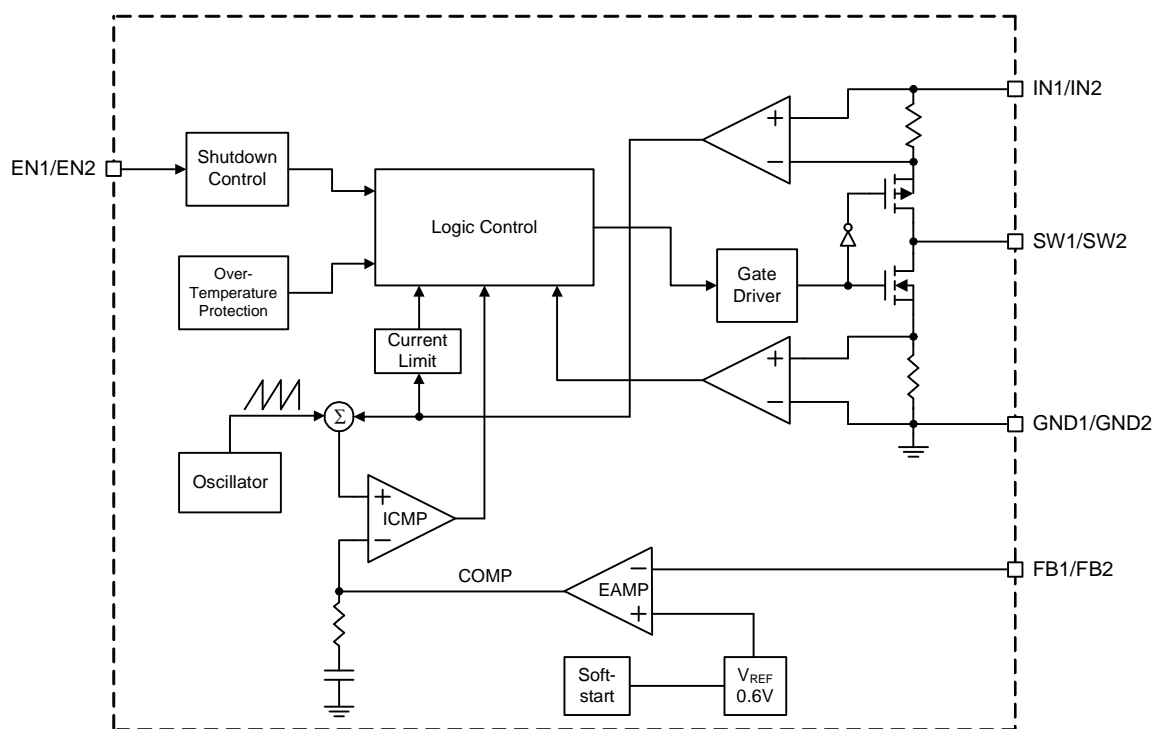 IN1/IN2
+
−
EN1/EN2
Shutdown
Control
Logic Control
SW1/SW2
Over-
Temperature
Protection
Gate
Driver
Current
Limit
+
−
Σ
GND1/GND2
Oscillator
+
ICMP
−
COMP
−
EAMP
+
FB1/FB2
Soft-
start
VREF
0.6V